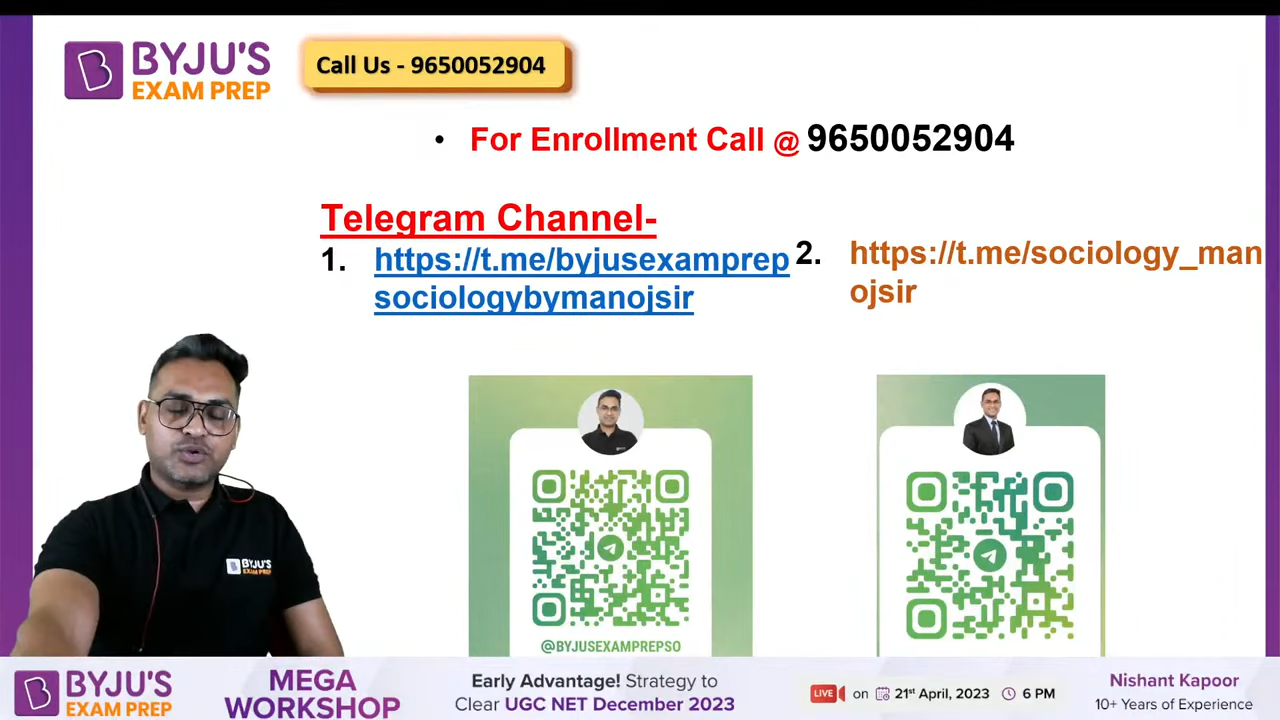 BYJU'S
EXAM PREP
Call Us - 9650052904
• For Enrollment Call @ 9650052904
Telegram Channel-
1. https://t.me/byjusexamprep
sociologybymanojsir
2. https://t.me/sociology_man
ojsir
BYJU'S
EXAM PREP
@BYJUSEXAMPREPSO
BYJU'S
EXAM PREP
MEGA
WORKSHOP
Early Advantage! Strategy to
Clear UGC NET December 2023
LIVE on 21st April, 2023 6 PM
Nishant Kapoor
10+ Years of Experience